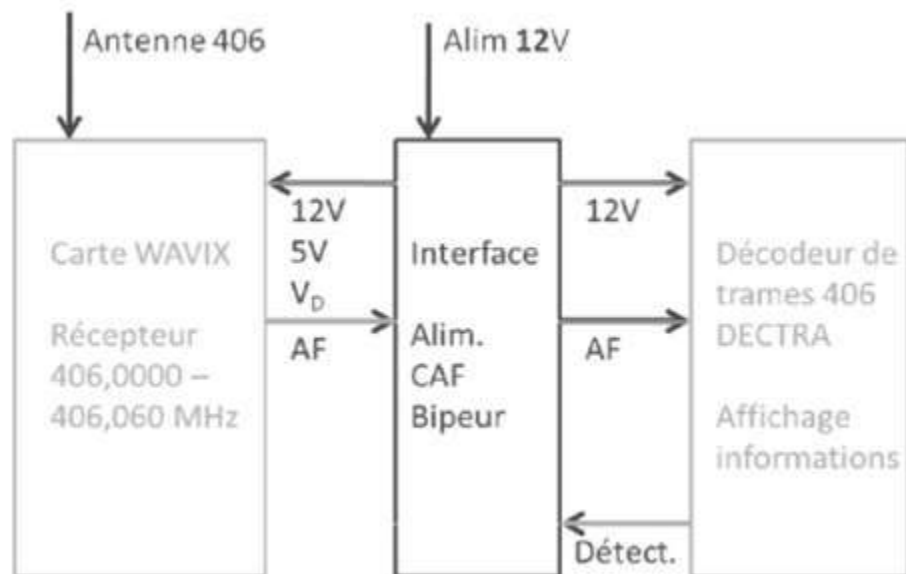 Antenne 406
Alim 12V
Carte WAVIX
Récepteur
406,0000 –
406,060 MHz
12V
5V
VD
AF
Interface
Alim.
CAF
Bipeur
12V
AF
Détect.
Décodeur de
trames 406
DECTRA
Affichage
informations